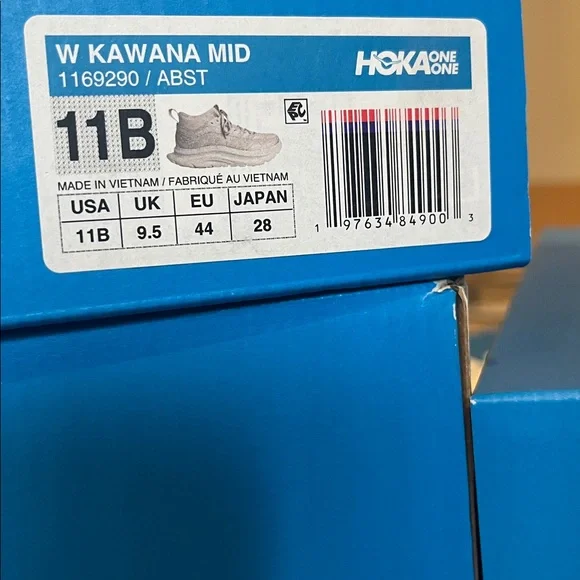 W KAWANA MID
1169290 / ABST
HOKA ONE ONE
11B
MADE IN VIETNAM / FABRIQUÉ AU VIETNAM
USA UK EU JAPAN
11B 9.5 44 28
1 97634 84900 3